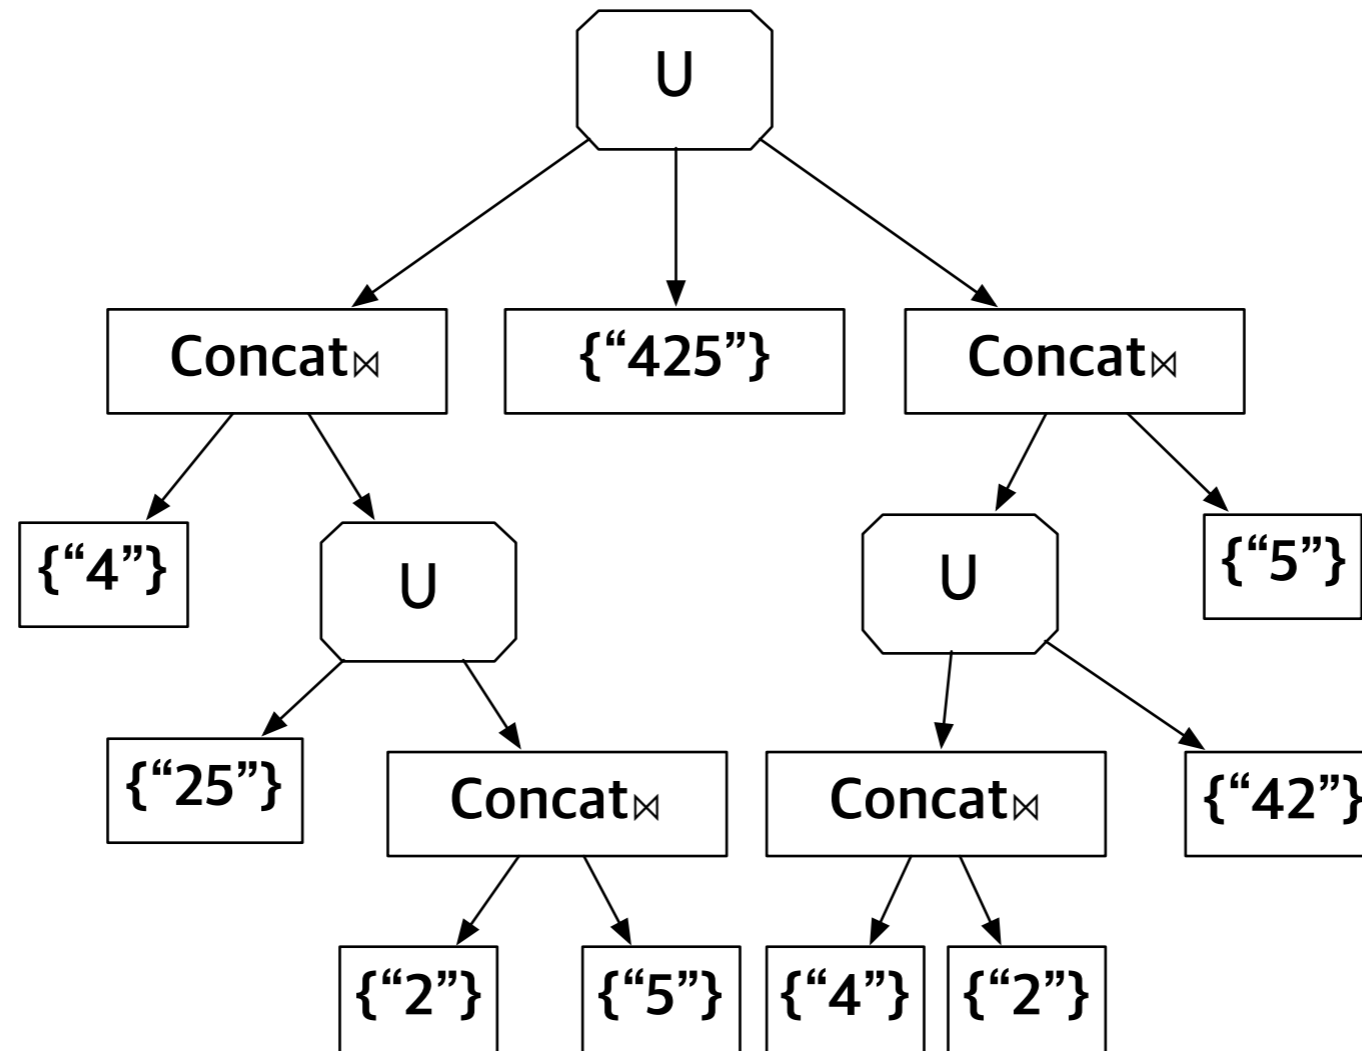 U
Concat⋈
{“425”}
Concat⋈
{“4”}
U
U
{“5”}
{“25”}
Concat⋈
Concat⋈
{“42”}
{“2”}
{“5”}
{“4”}
{“2”}